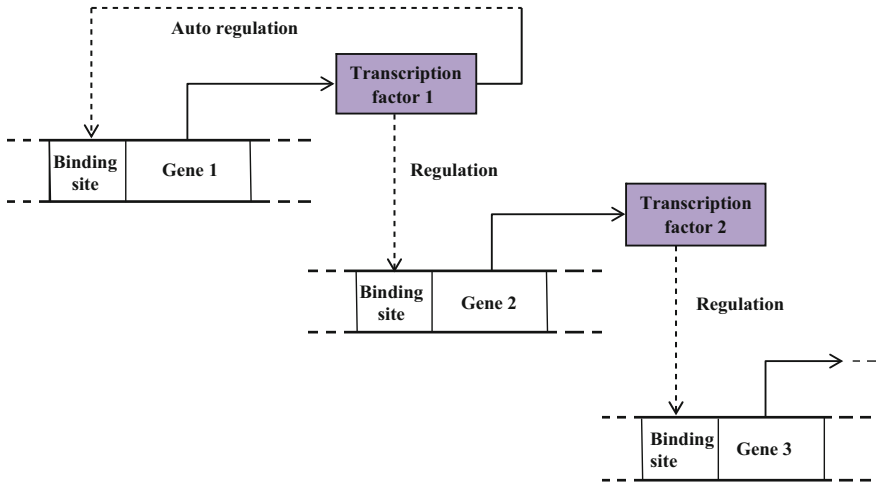 Auto regulation
Transcription
factor 1
Binding
site
Gene 1
Regulation
Transcription
factor 2
Binding
site
Gene 2
Regulation
Binding
site
Gene 3